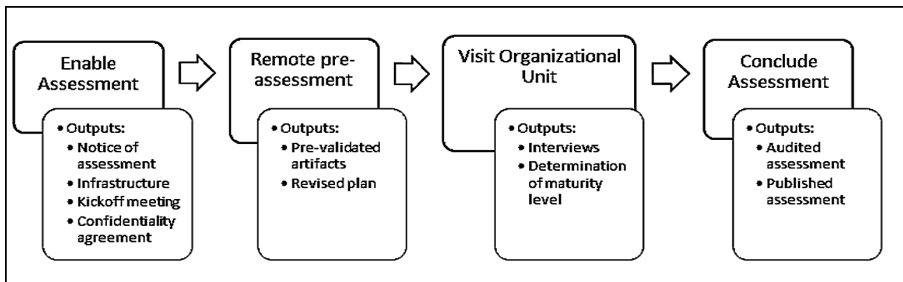 Enable
Assessment
• Outputs:
• Notice of
assessment
• Infrastructure
• Kickoff meeting
• Confidentiality
agreement
Remote pre-
assessment
• Outputs:
• Pre-validated
artifacts
• Revised plan
Visit Organizational
Unit
• Outputs:
• Interviews
• Determination
of maturity
level
Conclude
Assessment
• Outputs:
• Audited
assessment
• Published
assessment